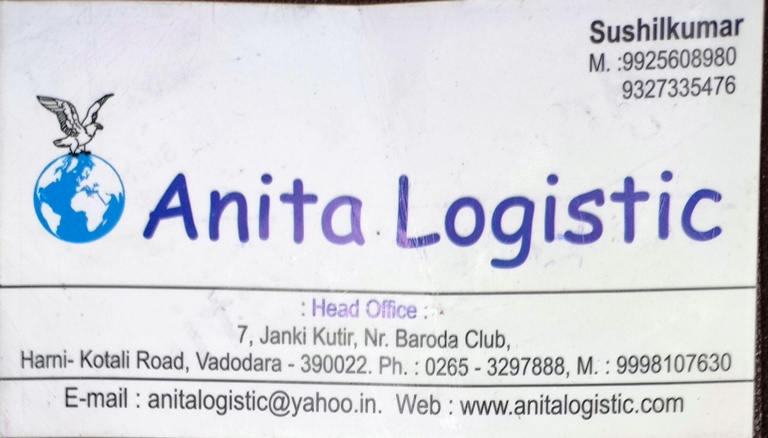 Sushilkumar
M. :9925608980
9327335476
Anita Logistic
: Head Office :
7, Janki Kutir, Nr. Baroda Club,
Harni- Kotali Road, Vadodara - 390022. Ph. : 0265 - 3297888, M. : 9998107630
E-mail : anitalogistic@yahoo.in. Web : www.anitalogistic.com